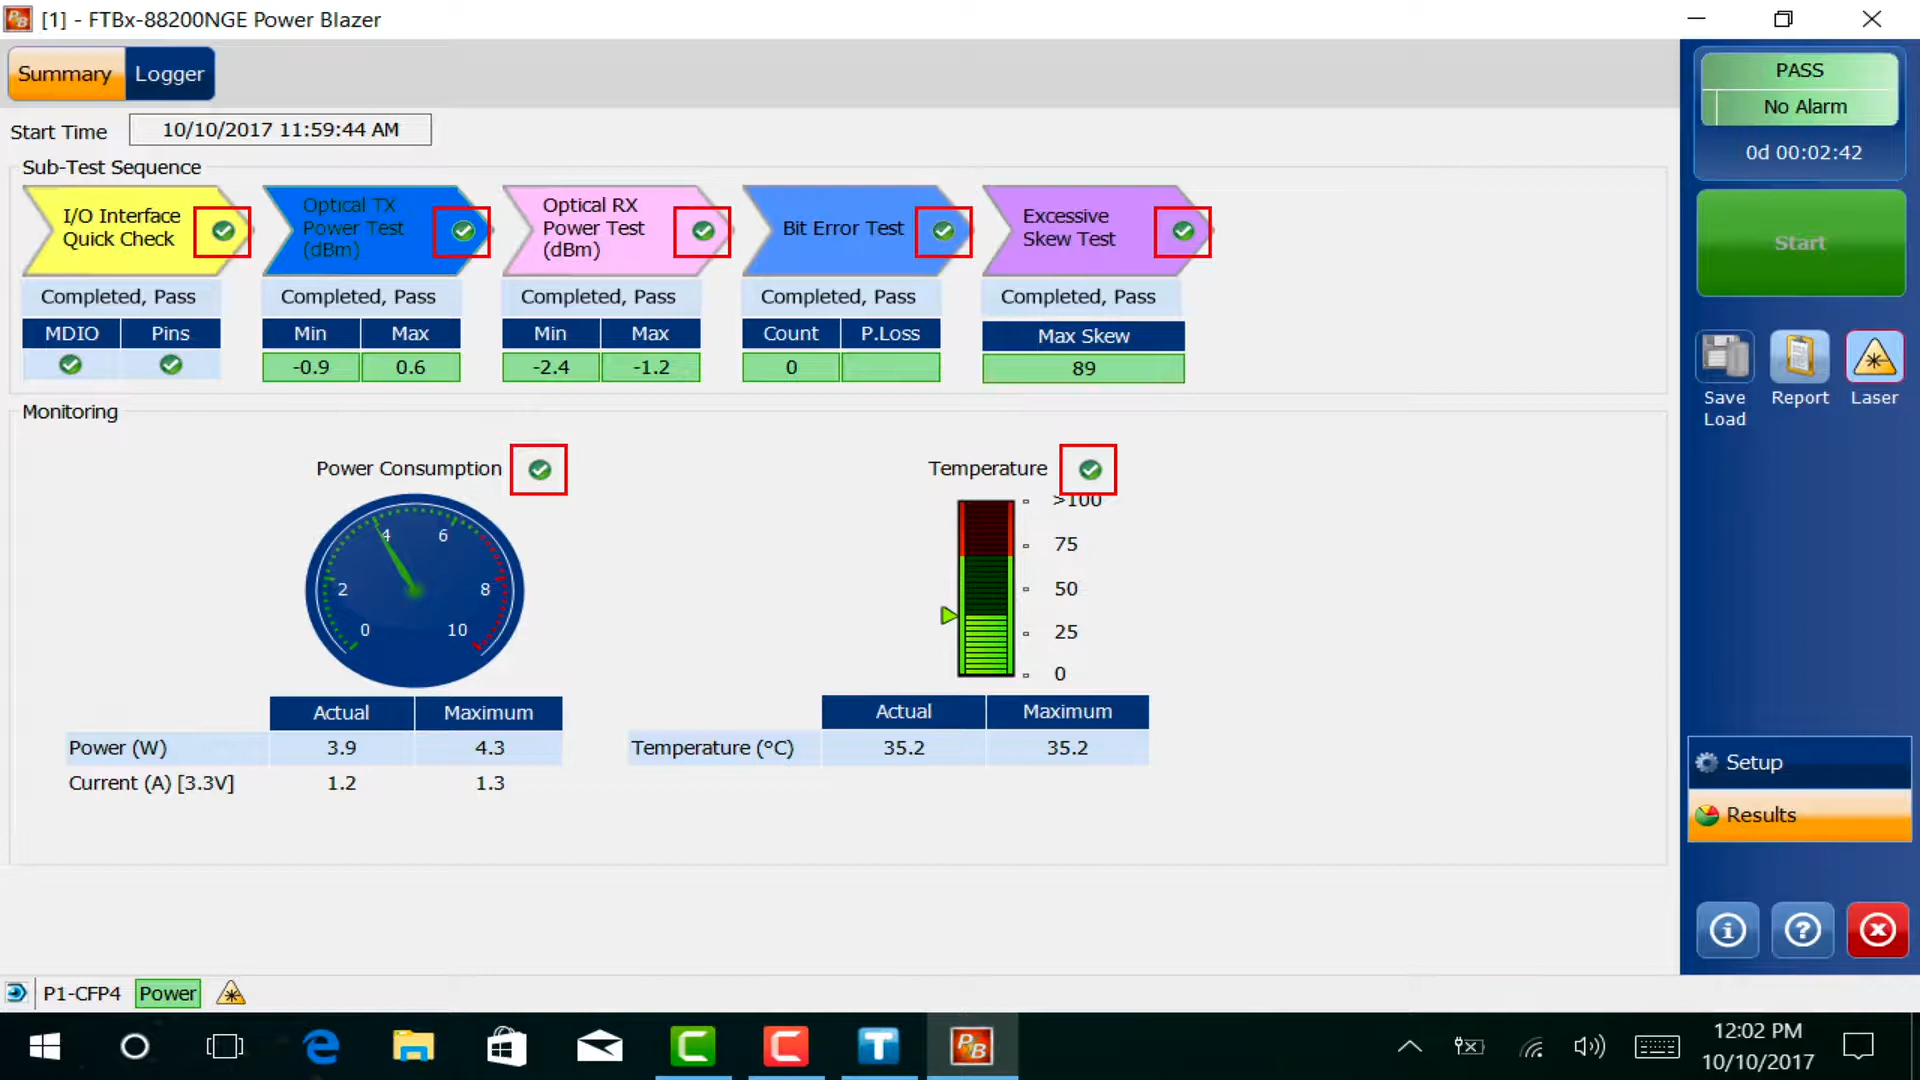 [1] - FTBx-88200NGE Power Blazer
Summary
Logger
Start Time
10/10/2017 11:59:44 AM
Sub-Test Sequence
I/O Interface
Quick Check
Optical TX
Power Test
(dBm)
Optical RX
Power Test
(dBm)
Bit Error Test
Excessive
Skew Test
Completed, Pass
Completed, Pass
Completed, Pass
Completed, Pass
Completed, Pass
MDIO Pins
Min Max
Min Max
Count P.Loss
Max Skew
-0.9 0.6
-2.4 -1.2
0
89
Monitoring
Power Consumption
0 2 4 6 8 10
Actual Maximum
Power (W) 3.9 4.3
Current (A) [3.3V] 1.2 1.3
Temperature
>100
75
50
25
0
Actual Maximum
Temperature (°C) 35.2 35.2
PASS
No Alarm
0d 00:02:42
Start
Save
Load
Report
Laser
Setup
Results
P1-CFP4 Power
12:02 PM
10/10/2017